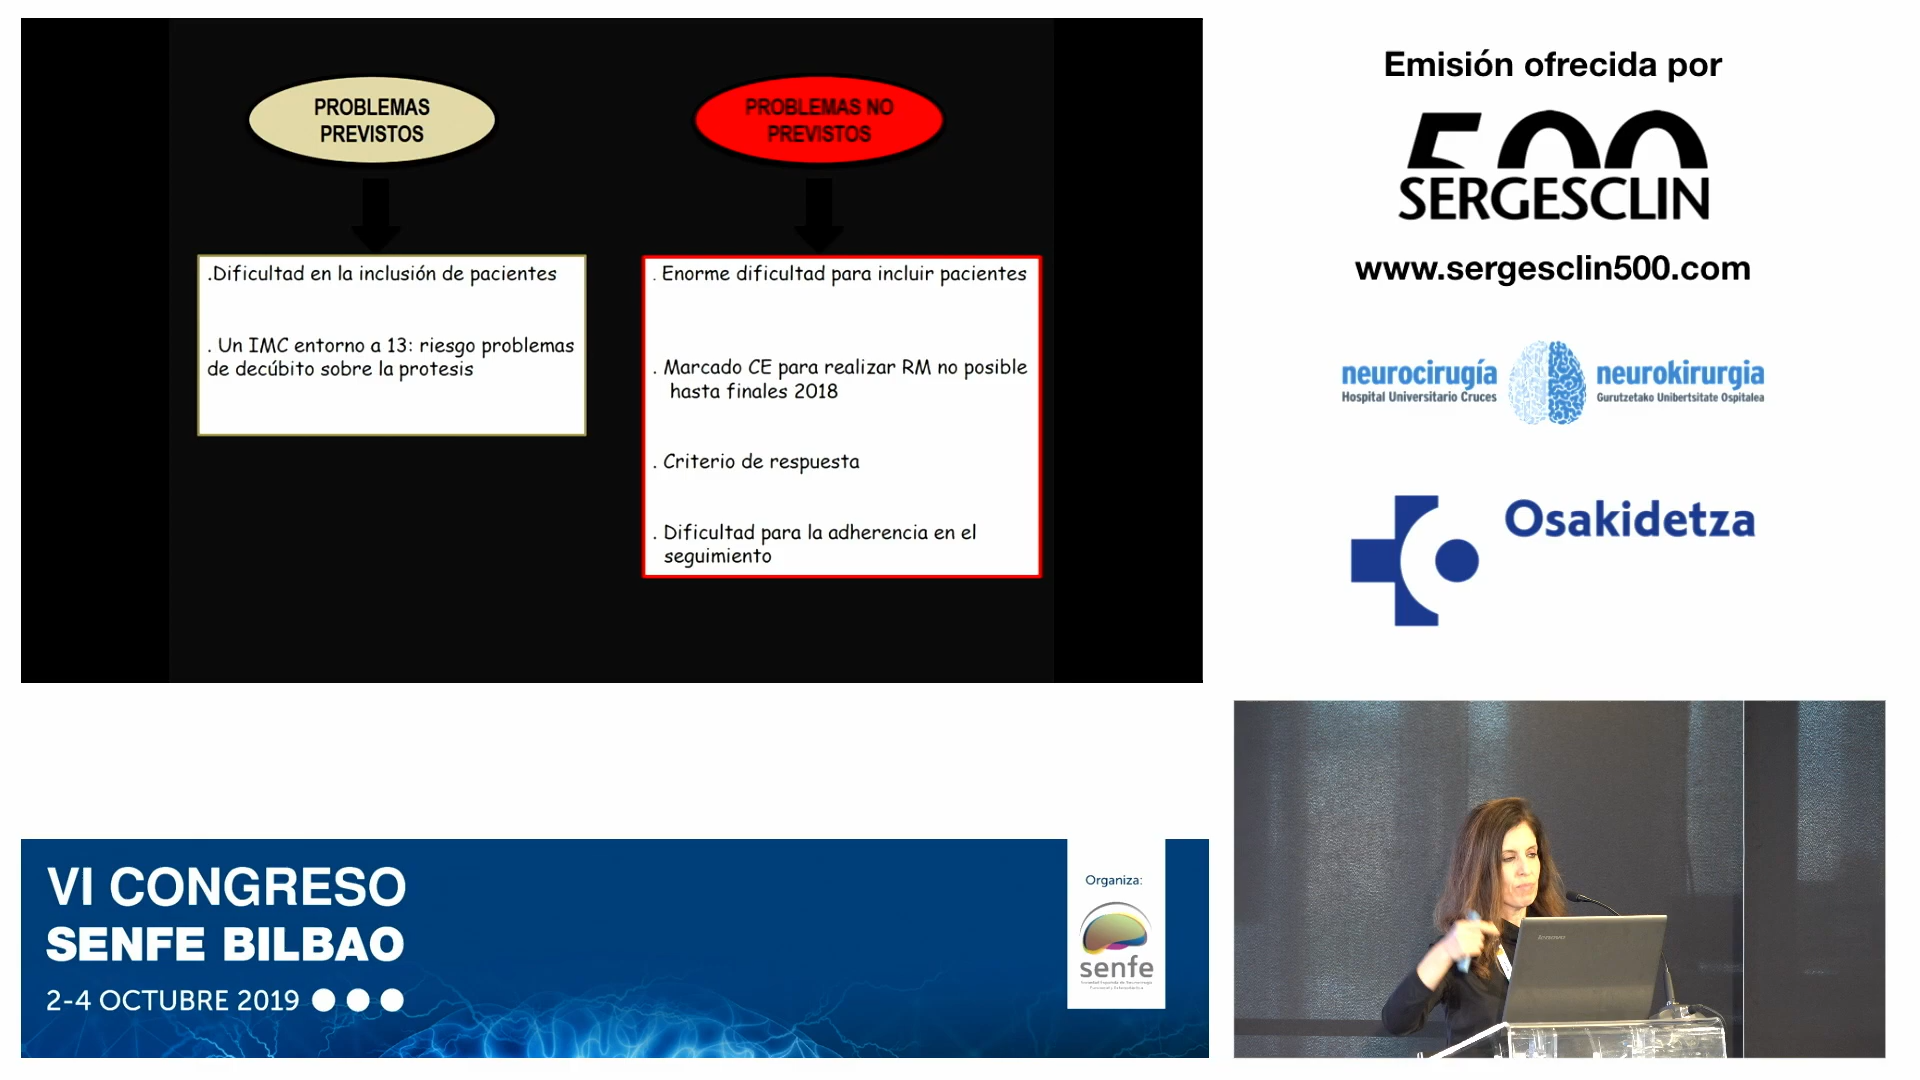 PROBLEMAS
PREVISTOS
.Dificultad en la inclusión de pacientes
. Un IMC entorno a 13: riesgo problemas
de decúbito sobre la protesis
PROBLEMAS NO
PREVISTOS
. Enorme dificultad para incluir pacientes
. Marcado CE para realizar RM no posible
hasta finales 2018
. Criterio de respuesta
. Dificultad para la adherencia en el
seguimiento
Emisión ofrecida por
500
SERGESCLIN
www.sergesclin500.com
neurocirugía
Hospital Universitario Cruces
neurokirurgia
Gurutzetako Unibertsitate Ospitalea
Osakidetza
VI CONGRESO
SENFE BILBAO
2-4 OCTUBRE 2019
Organiza:
senfe
lenovo